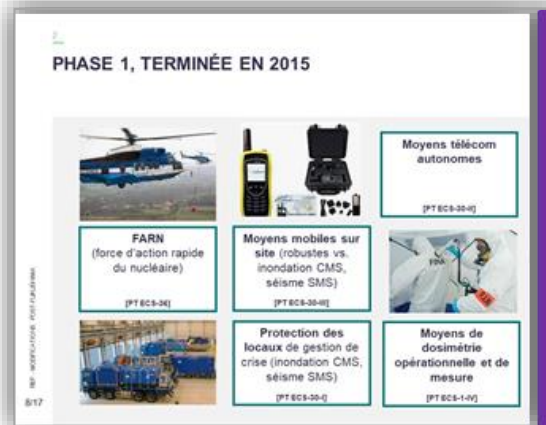 PHASE 1, TERMINÉE EN 2015
Moyens télécom
autonomes
[PT ECS-30-II]
FARN
(force d'action rapide
du nucléaire)
[PT ECS-36]
Moyens mobiles sur
site (robustes vs.
inondation CMS,
séisme SMS)
[PT ECS-30-III]
Protection des
locaux de gestion de
crise (inondation CMS,
séisme SMS)
[PT ECS-30-I]
Moyens de
dosimétrie
opérationnelle et de
mesure
[PT ECS-1-IV]
MODIFICATIONS POST-FUKUSHIMA
8/17